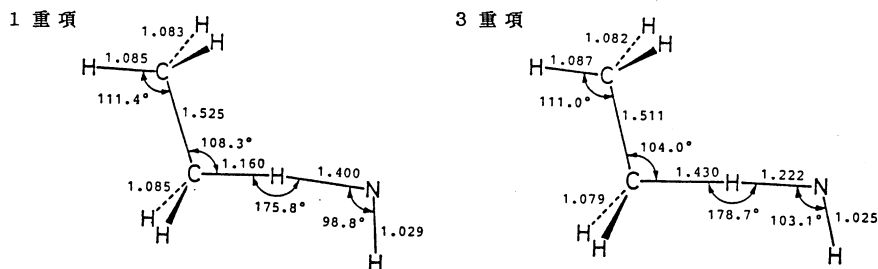 1重項
H
1.083
H
1.085
H
C
111.4°
1.525
108.3°
1.160
H
1.400
C
N
1.085
175.8°
98.8°
H
1.029
H
H
3重項
H
1.082
H
1.087
H
C
111.0°
1.511
104.0°
1.430
H
1.222
C
N
1.079
178.7°
103.1°
1.025
H
H
H